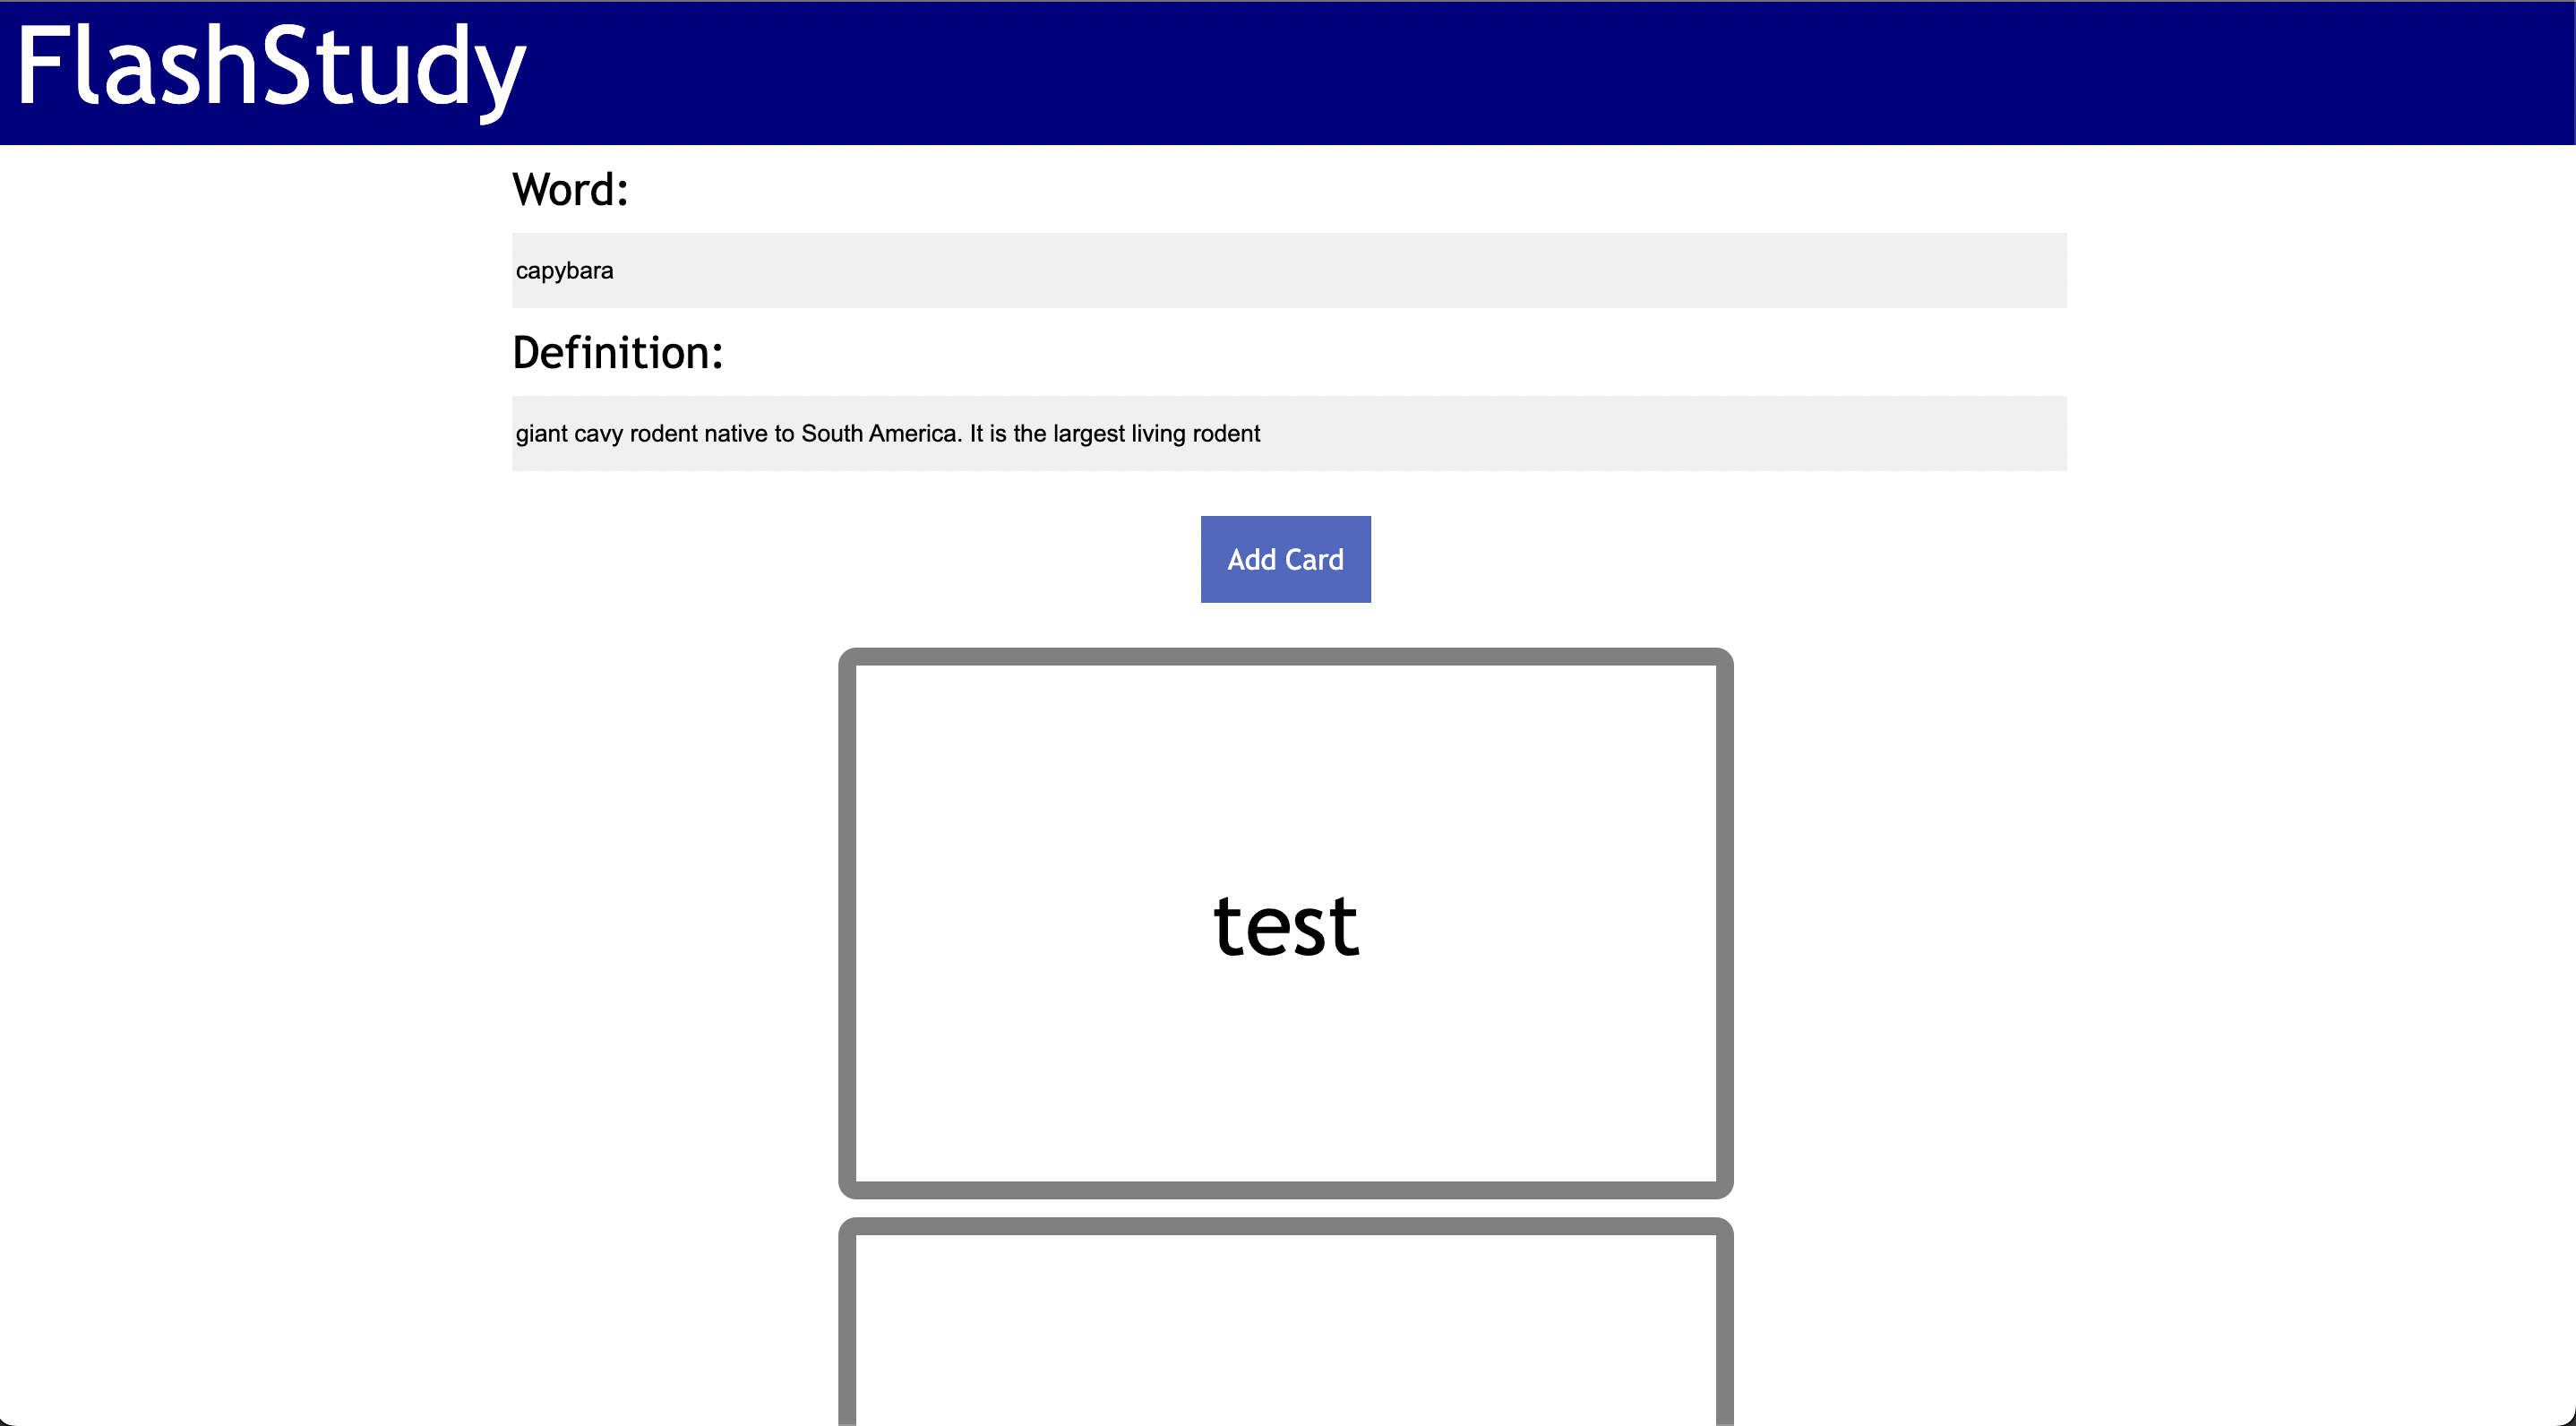 FlashStudy
Word:
capybara
Definition:
giant cavy rodent native to South America. It is the largest living rodent
Add Card
test